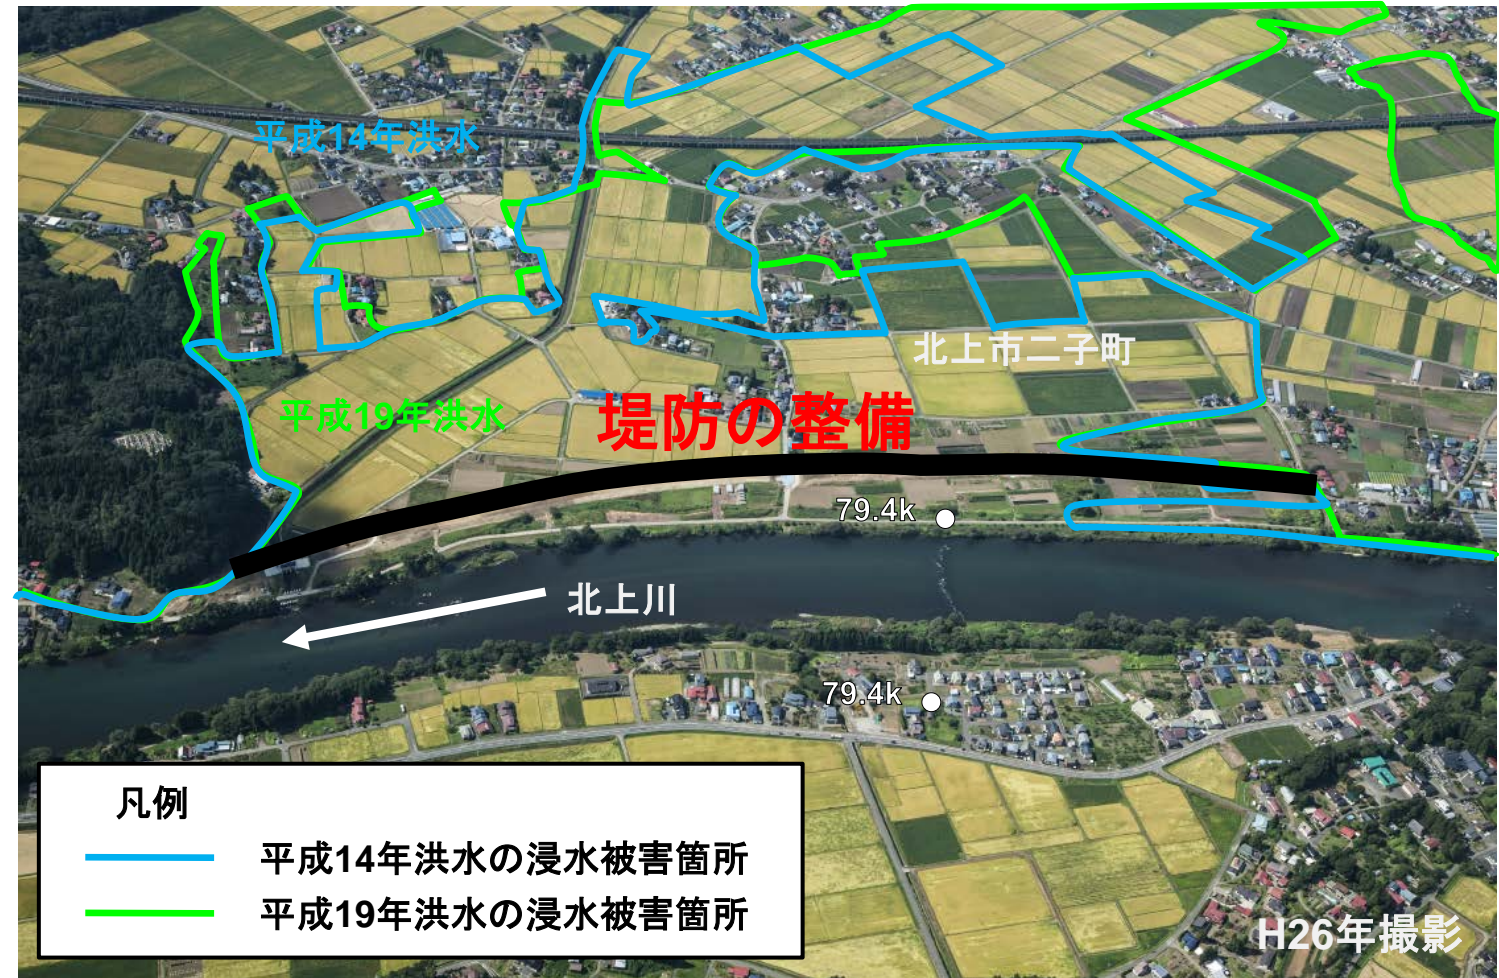 平成14年洪水
北上市二子町
平成19年洪水
堤防の整備
79.4k
北上川
79.4k
凡例
平成14年洪水の浸水被害箇所
平成19年洪水の浸水被害箇所
H26年撮影